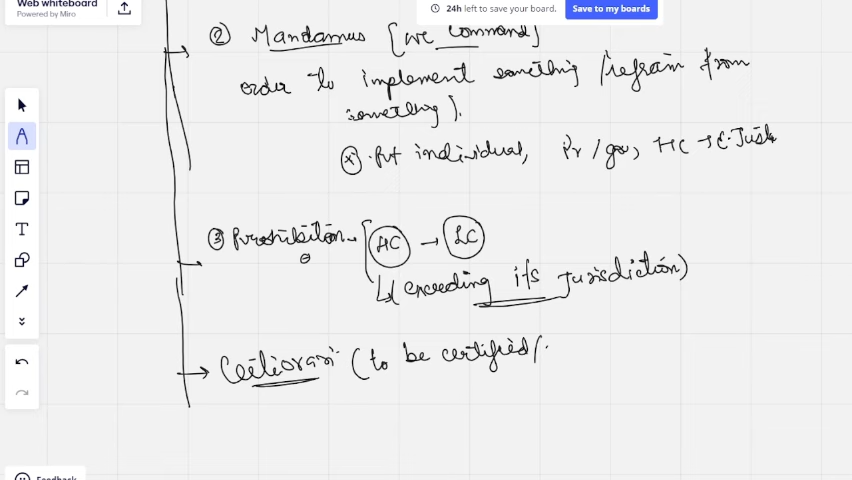 Web whiteboard
Powered by Miro
24h left to save your board.
Save to my boards
② Mandamus [we command]
order to implement something /refrain from
something).
(x) Pvt individual, Pr / gov, HC → C. Just
③ Prohibition → [HC → LC
↳( exceeding its Jurisdiction)
→ Certiorari (to be certified/
T
Feedback